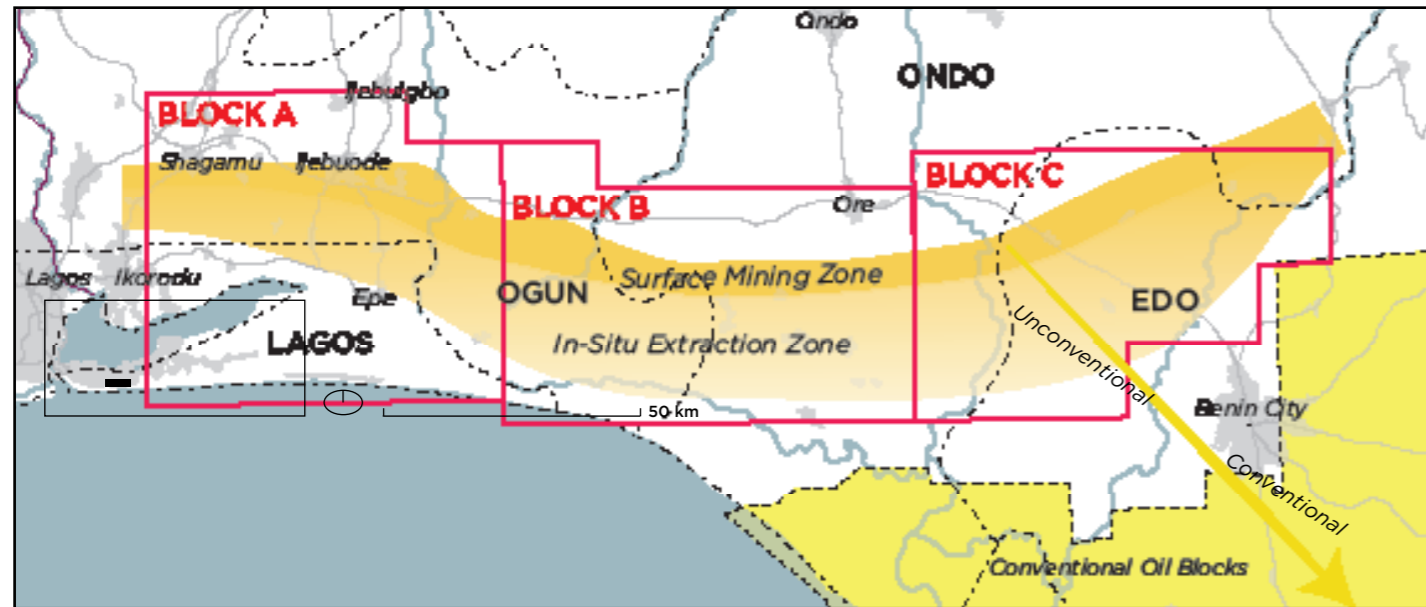 Ondo
ONDO
Ijebuigbo
BLOCK A
Shagamu
Ijebuode
BLOCK C
BLOCK B
Ore
Lagos
Ikorodu
Epe
OGUN
Surface Mining Zone
EDO
LAGOS
In-Situ Extraction Zone
Unconventional
50 km
Benin City
Conventional
Conventional Oil Blocks